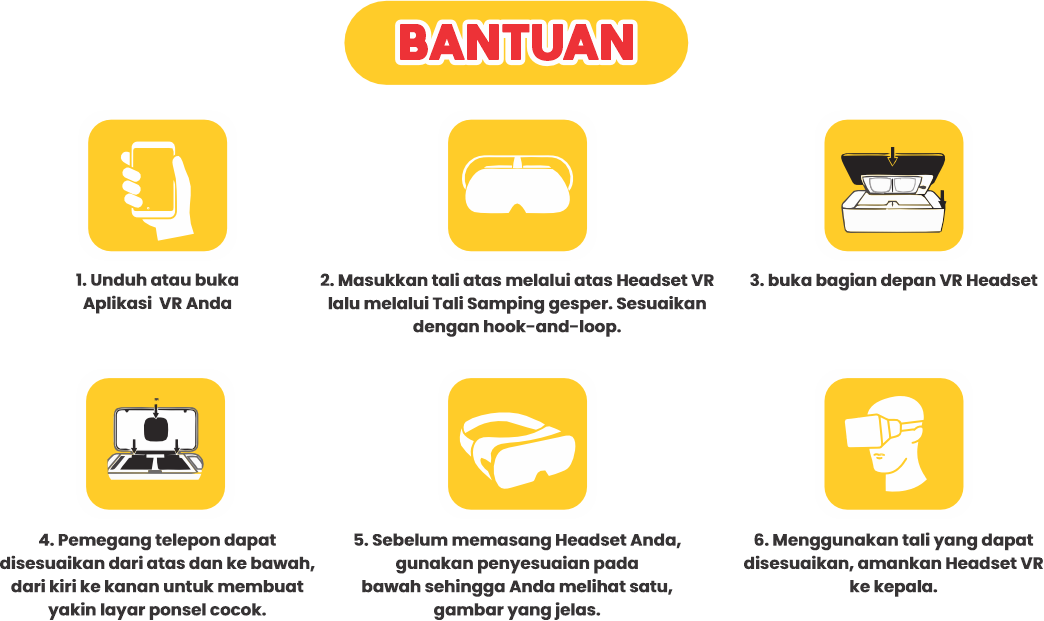 BANTUAN
1. Unduh atau buka
Aplikasi VR Anda
2. Masukkan tali atas melalui atas Headset VR
lalu melalui Tali Samping gesper. Sesuaikan
dengan hook-and-loop.
3. buka bagian depan VR Headset
4. Pemegang telepon dapat
disesuaikan dari atas dan ke bawah,
dari kiri ke kanan untuk membuat
yakin layar ponsel cocok.
5. Sebelum memasang Headset Anda,
gunakan penyesuaian pada
bawah sehingga Anda melihat satu,
gambar yang jelas.
6. Menggunakan tali yang dapat
disesuaikan, amankan Headset VR
ke kepala.